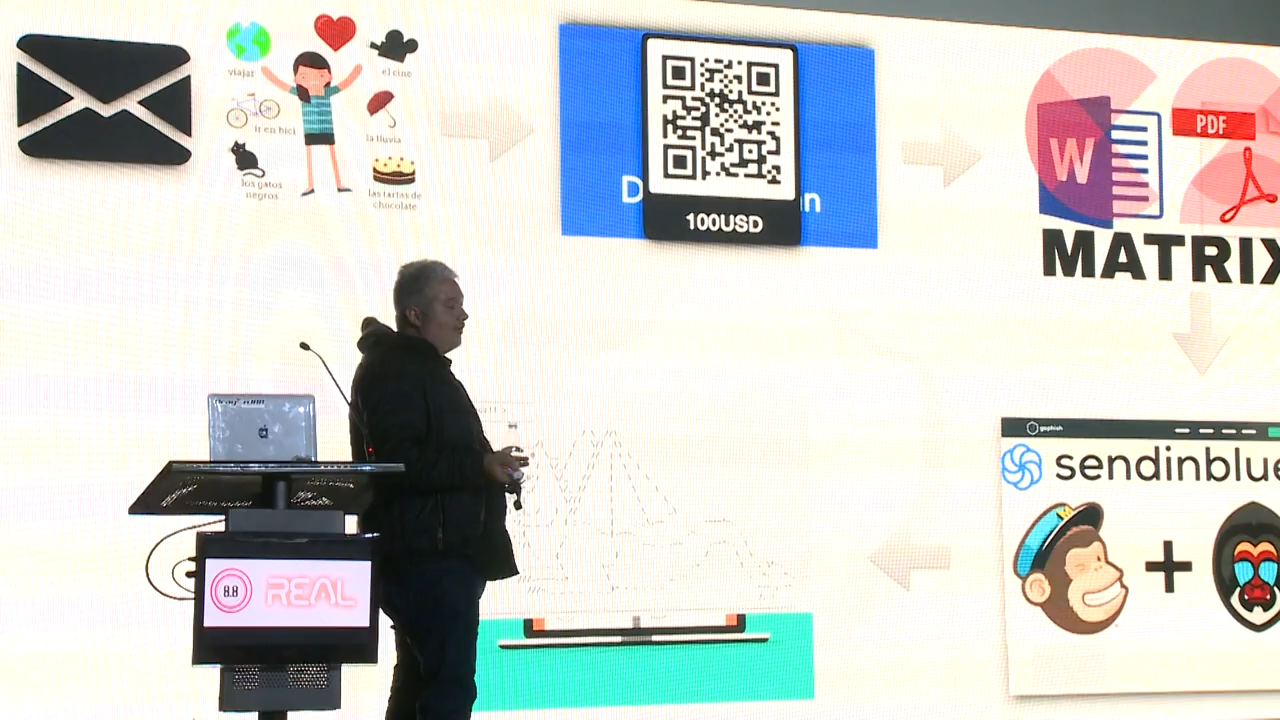 viajar
el cine
ir en bici
la lluvia
los gatos
negros
las tartas de
chocolate
D
n
100USD
W
PDF
MATRIX
gophish
sendinblue
8.8 REAL